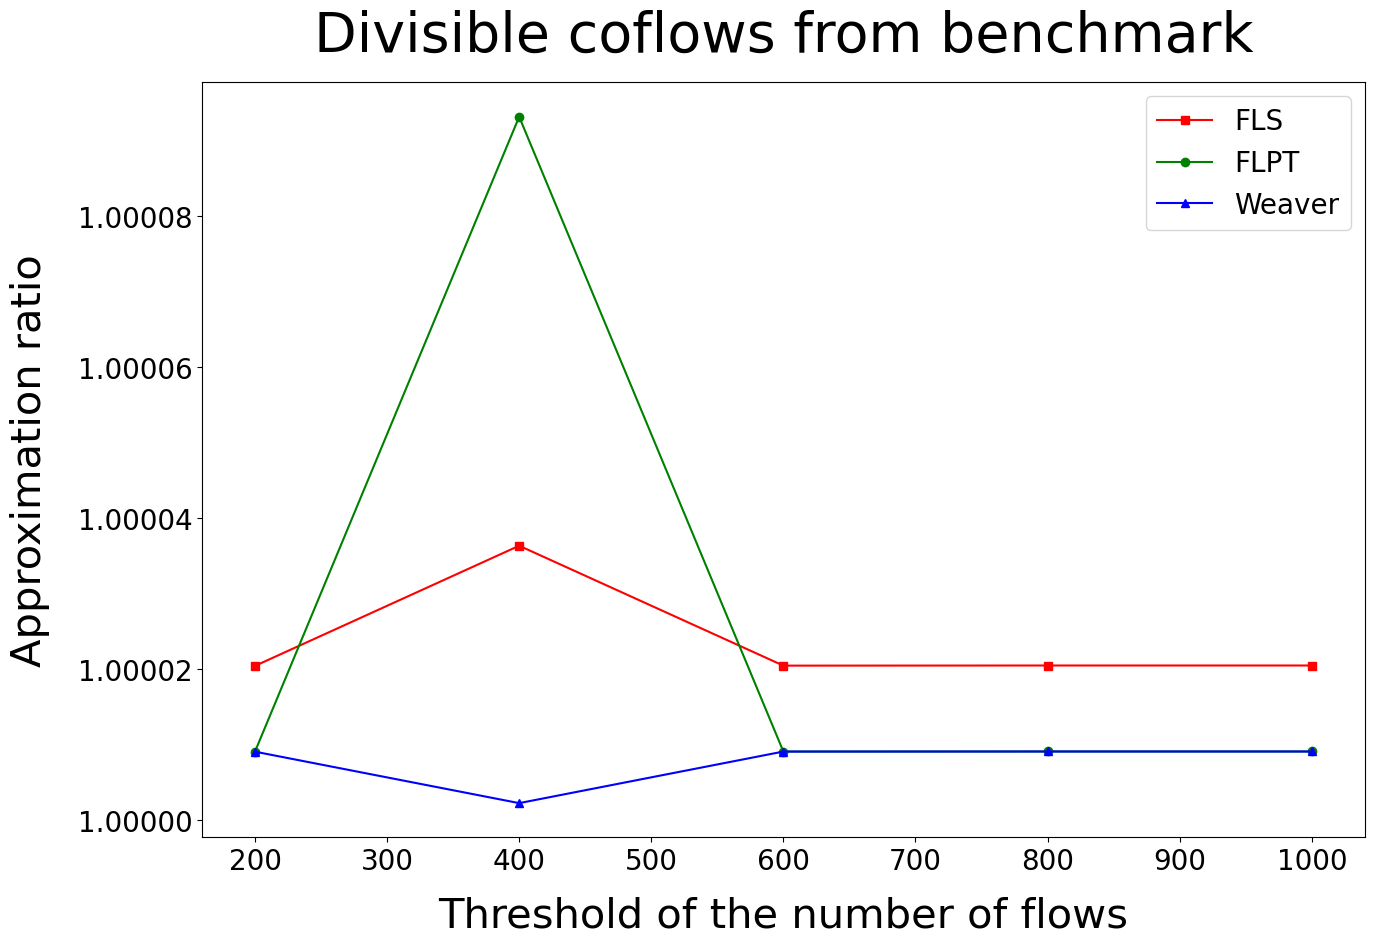 Divisible coflows from benchmark
FLS
FLPT
Weaver
Approximation ratio
1.00008
1.00006
1.00004
1.00002
1.00000
200 300 400 500 600 700 800 900 1000
Threshold of the number of flows